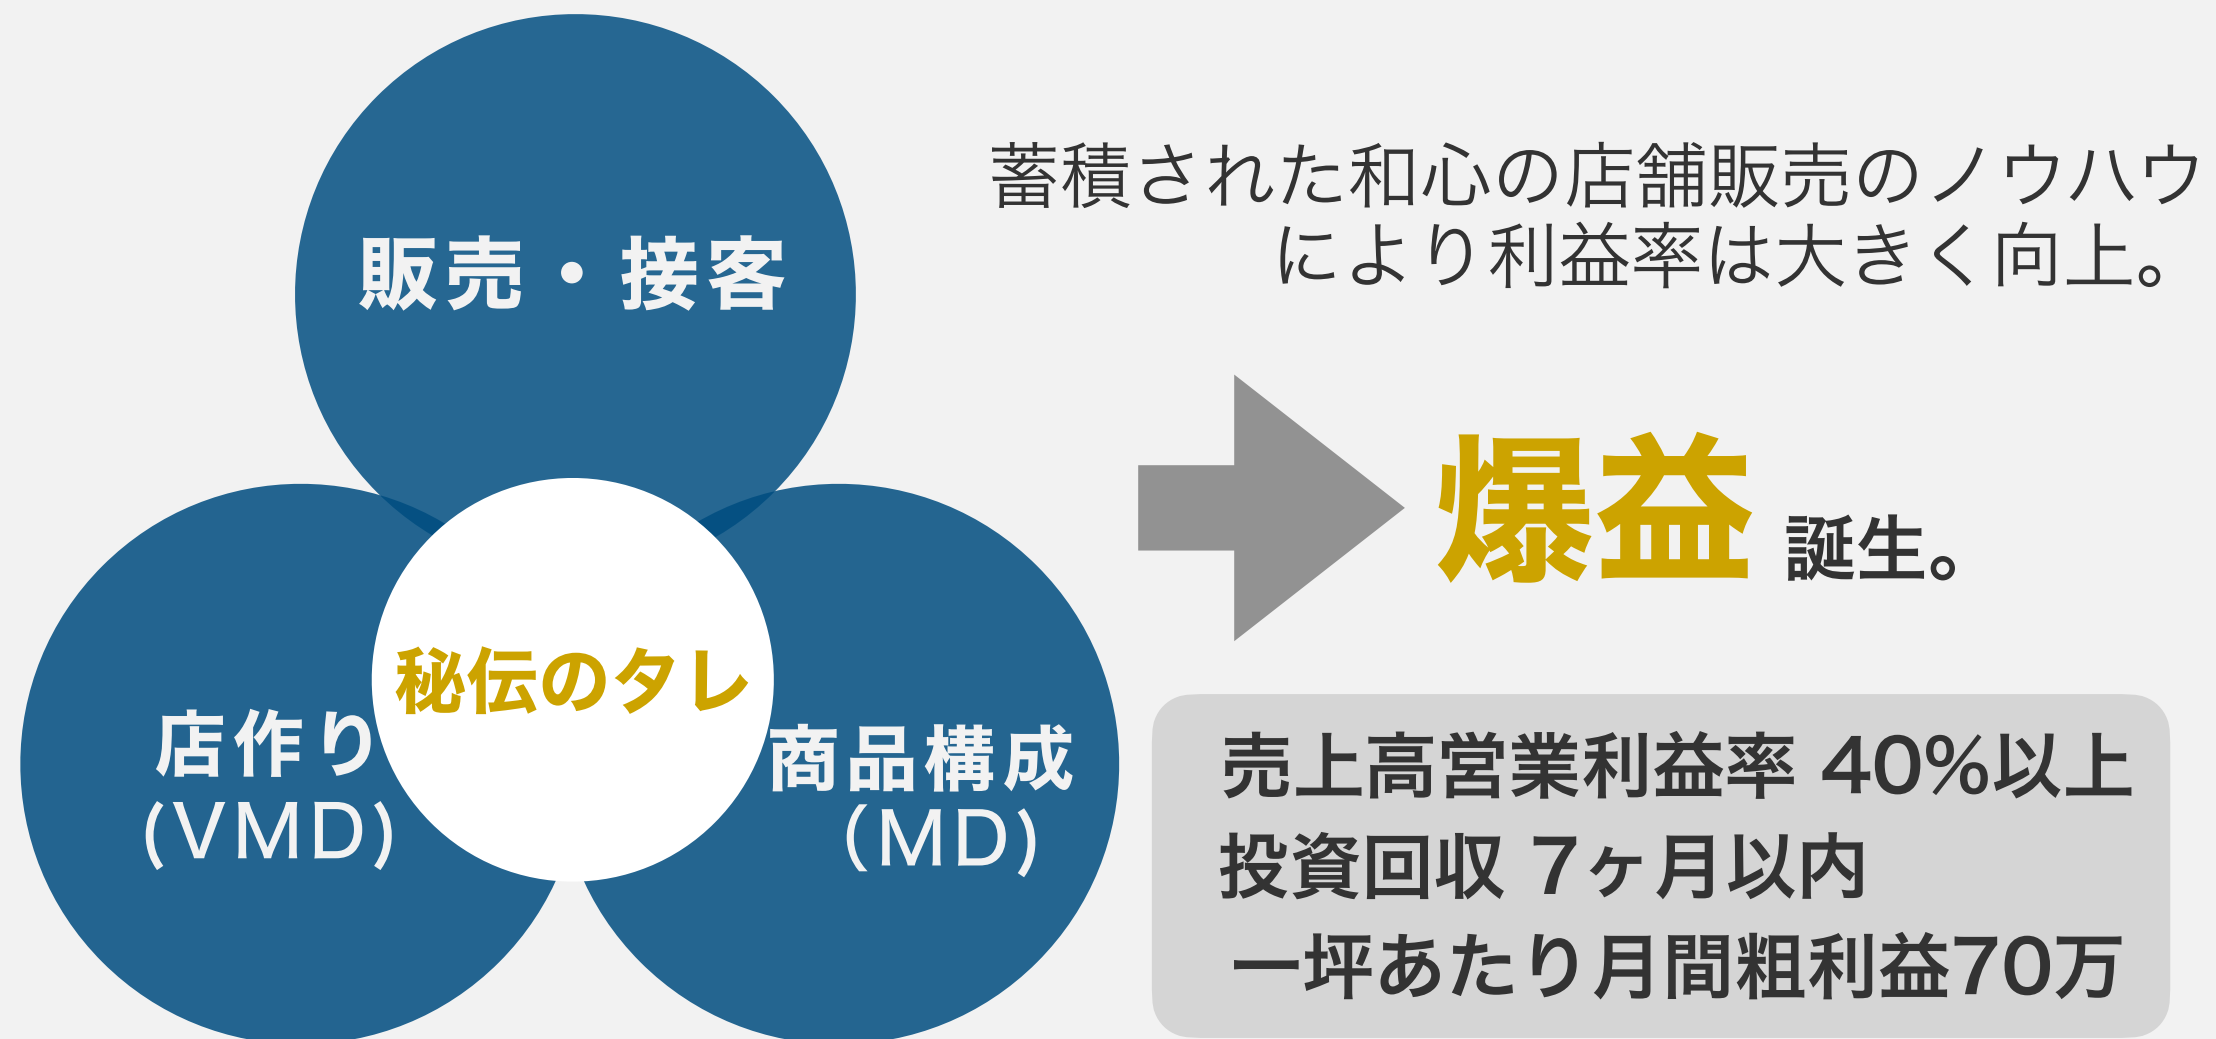 販売・接客
蓄積された和心の店舗販売のノウハウ
により利益率は大きく向上。
爆益 誕生。
秘伝のタレ
店作り
(VMD)
商品構成
（MD)
売上高営業利益率 40%以上
投資回収 7ヶ月以内
一坪あたり月間粗利益70万